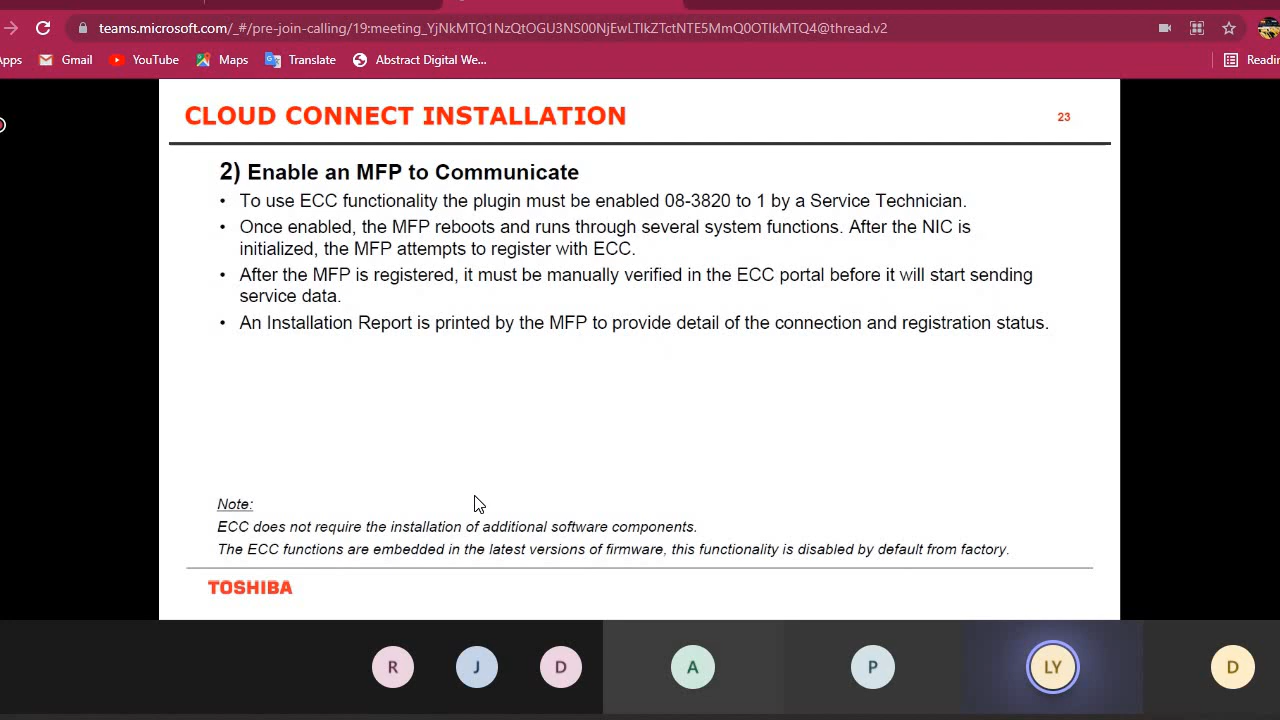 teams.microsoft.com/_#/pre-join-calling/19:meeting_YjNkMTQ1NzQtOGU3NS00NjEwLTlkZTctNTE5MmQ0OTlkMTQ4@thread.v2
Gmail YouTube Maps Translate Abstract Digital We...
CLOUD CONNECT INSTALLATION 23
2) Enable an MFP to Communicate
• To use ECC functionality the plugin must be enabled 08-3820 to 1 by a Service Technician.
• Once enabled, the MFP reboots and runs through several system functions. After the NIC is
initialized, the MFP attempts to register with ECC.
• After the MFP is registered, it must be manually verified in the ECC portal before it will start sending
service data.
• An Installation Report is printed by the MFP to provide detail of the connection and registration status.
Note:
ECC does not require the installation of additional software components.
The ECC functions are embedded in the latest versions of firmware, this functionality is disabled by default from factory.
TOSHIBA
R J D A P LY D